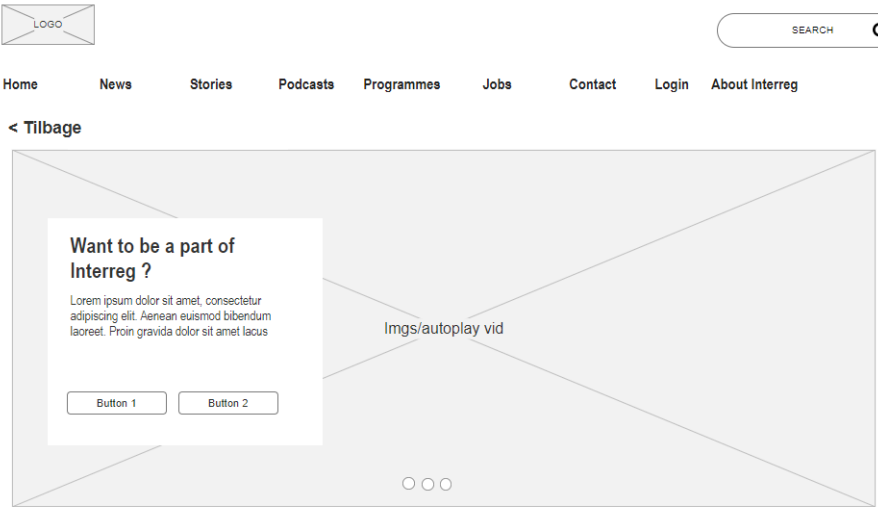 LOGO
SEARCH
Home News Stories Podcasts Programmes Jobs Contact Login About Interreg
< Tilbage
Want to be a part of
Interreg ?
Lorem ipsum dolor sit amet, consectetur
adipiscing elit. Aenean euismod bibendum
laoreet. Proin gravida dolor sit amet lacus
Imgs/autoplay vid
Button 1 Button 2